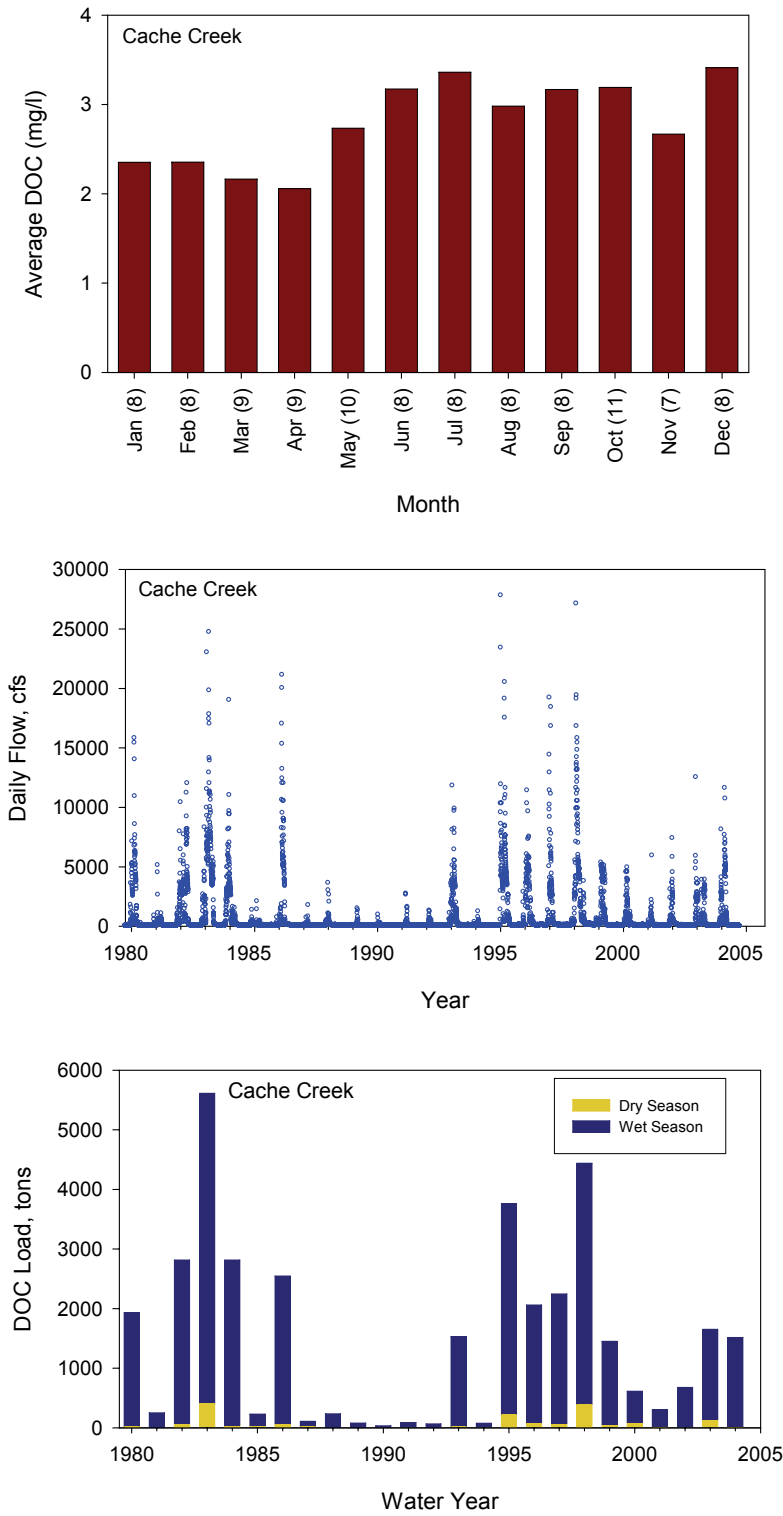 Cache Creek
4
3
2
1
0
Average DOC (mg/l)
Jan (8)
Feb (8)
Mar (9)
Apr (9)
May (10)
Jun (8)
Jul (8)
Aug (8)
Sep (8)
Oct (11)
Nov (7)
Dec (8)
Month
Cache Creek
30000
25000
20000
15000
10000
5000
0
Daily Flow, cfs
1980 1985 1990 1995 2000 2005
Year
Cache Creek
Dry Season
Wet Season
6000
5000
4000
3000
2000
1000
0
DOC Load, tons
1980 1985 1990 1995 2000 2005
Water Year